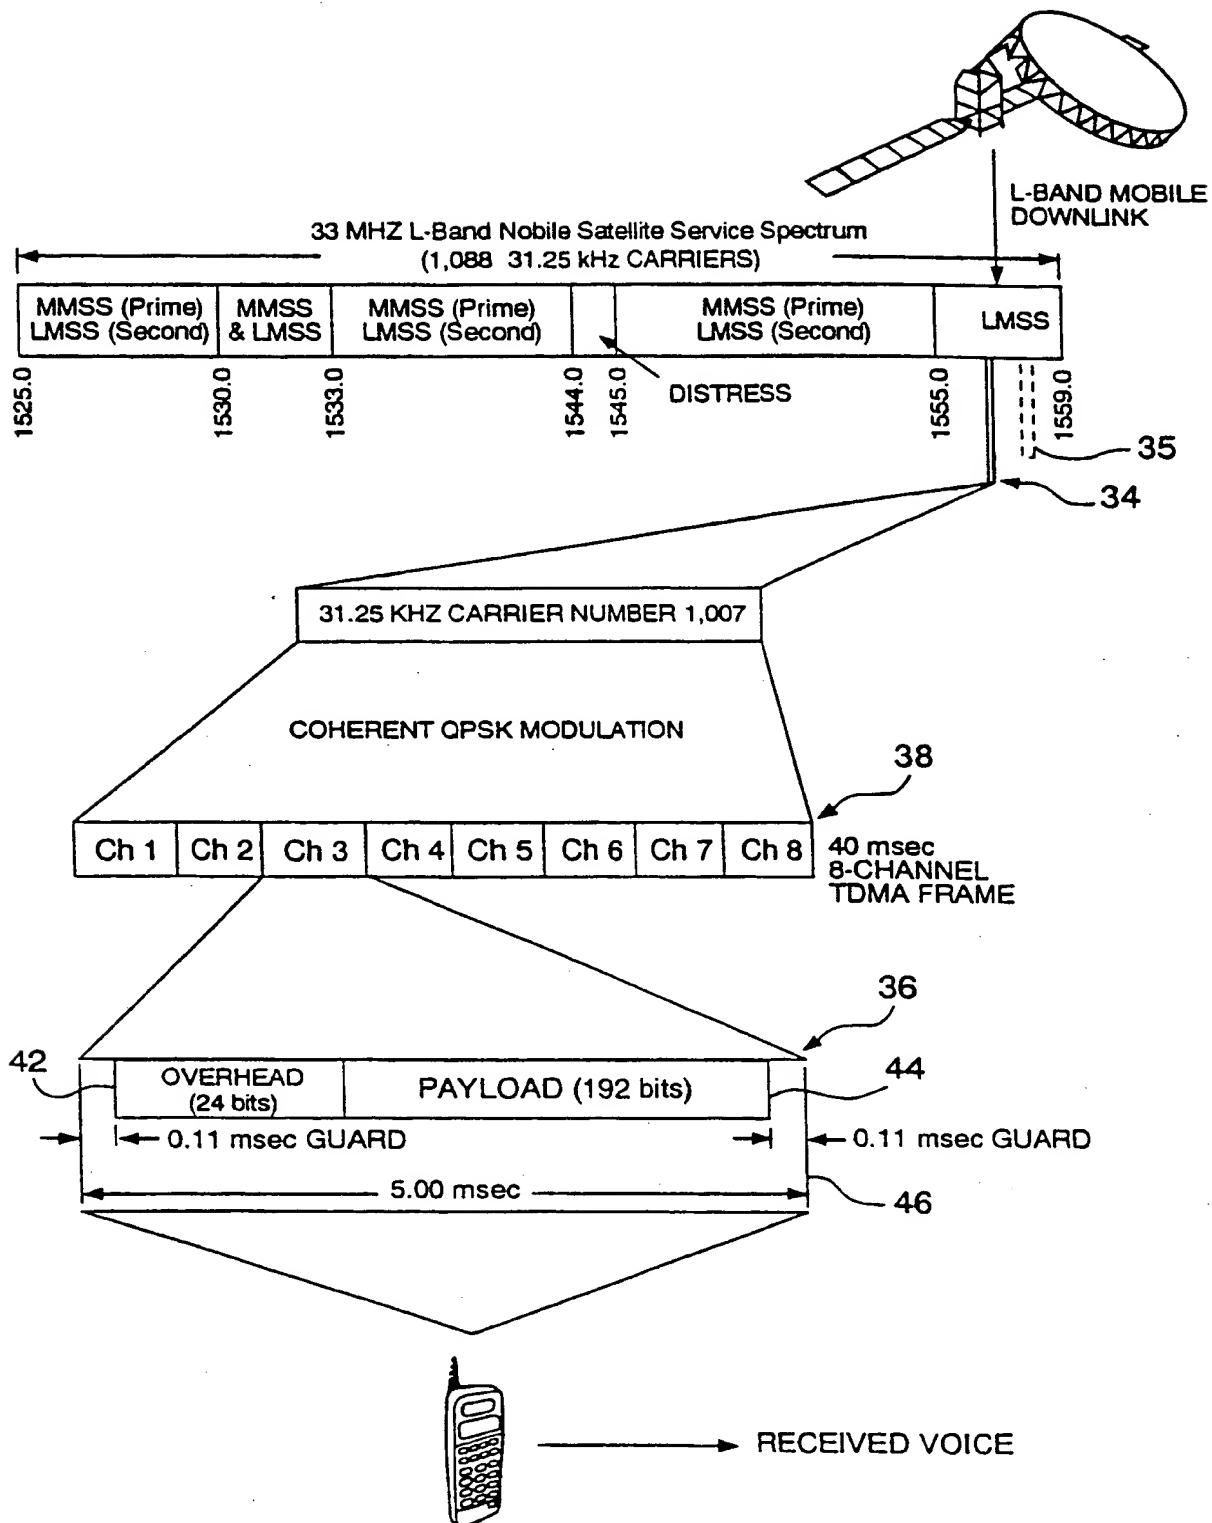 L-BAND MOBILE
DOWNLINK
33 MHZ L-Band Nobile Satellite Service Spectrum
(1,088 31.25 kHz CARRIERS)
MMSS (Prime)
LMSS (Second)
MMSS
& LMSS
MMSS (Prime)
LMSS (Second)
MMSS (Prime)
LMSS (Second)
LMSS
DISTRESS
1525.0
1530.0
1533.0
1544.0
1545.0
1555.0
1559.0
35
34
31.25 KHZ CARRIER NUMBER 1,007
COHERENT QPSK MODULATION
38
Ch 1
Ch 2
Ch 3
Ch 4
Ch 5
Ch 6
Ch 7
Ch 8
40 msec
8-CHANNEL
TDMA FRAME
36
42
OVERHEAD
(24 bits)
PAYLOAD (192 bits)
44
0.11 msec GUARD
0.11 msec GUARD
5.00 msec
46
RECEIVED VOICE